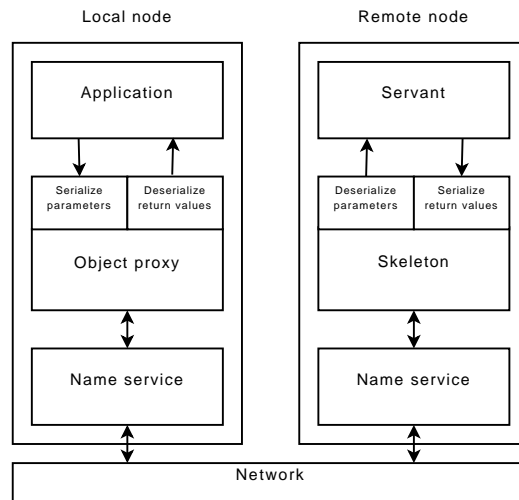 Local node
Remote node
Application
Servant
Serialize
parameters
Deserialize
return values
Deserialize
parameters
Serialize
return values
Object proxy
Skeleton
Name service
Name service
Network